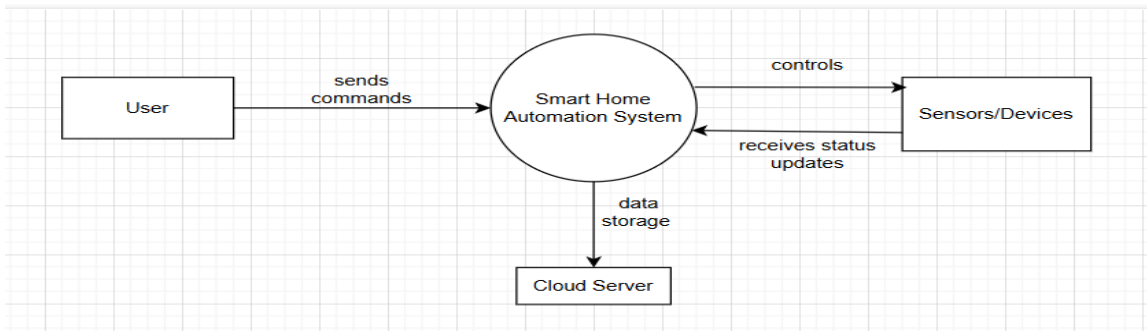 User
sends
commands
Smart Home
Automation System
controls
Sensors/Devices
receives status
updates
data
storage
Cloud Server